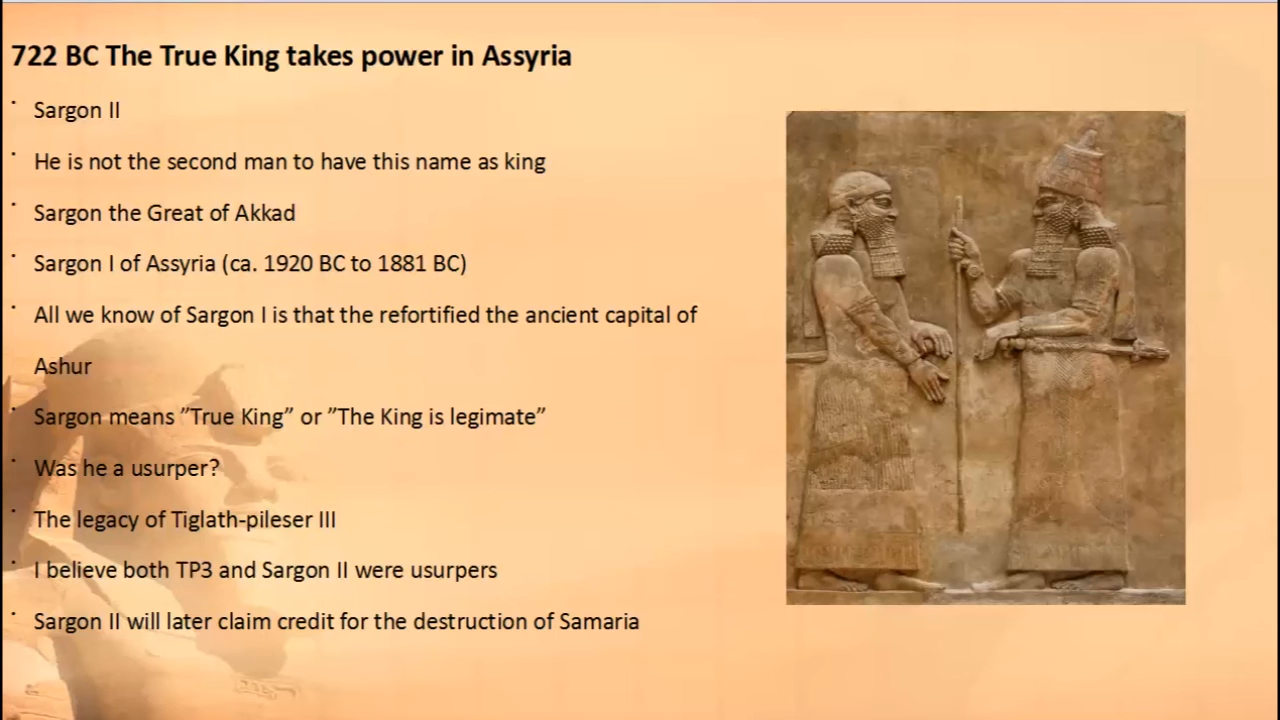 722 BC The True King takes power in Assyria
· Sargon II
· He is not the second man to have this name as king
· Sargon the Great of Akkad
· Sargon I of Assyria (ca. 1920 BC to 1881 BC)
· All we know of Sargon I is that the refortified the ancient capital of
Ashur
· Sargon means ”True King” or ”The King is legimate”
· Was he a usurper?
· The legacy of Tiglath-pileser III
· I believe both TP3 and Sargon II were usurpers
· Sargon II will later claim credit for the destruction of Samaria